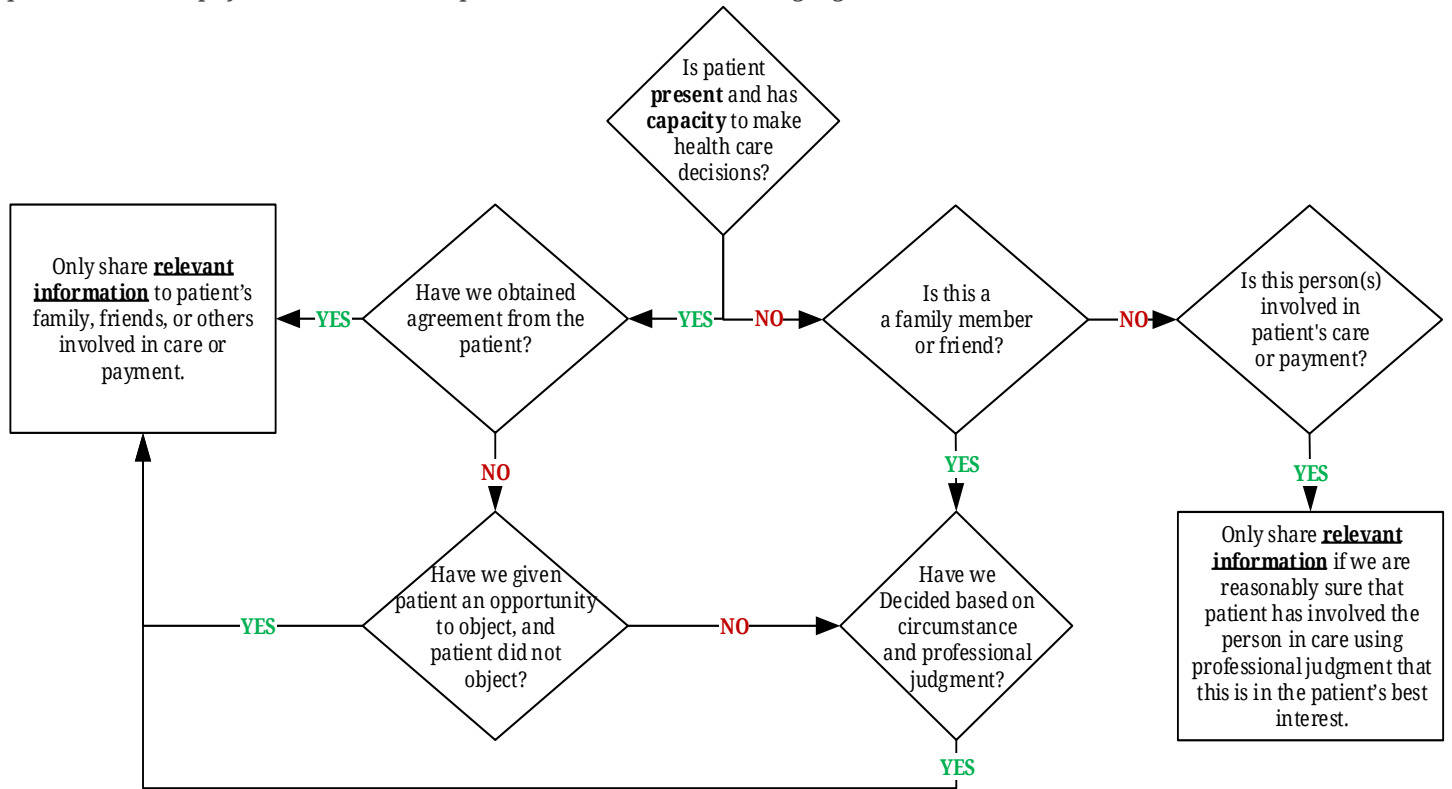 Is patient
present and has
capacity to make
health care
decisions?
Only share relevant
information to patient’s
family, friends, or others
involved in care or
payment.
YES
Have we obtained
agreement from the
patient?
YES
NO
Is this a
a family member
or friend?
NO
Is this person(s)
involved in
patient's care
or payment?
NO
YES
YES
Have we given
patient an opportunity
to object, and
patient did not
object?
YES
NO
Have we
Decided based on
circumstance
and professional
judgment?
YES
Only share relevant
information if we are
reasonably sure that
patient has involved the
person in care using
professional judgment that
this is in the patient’s best
interest.